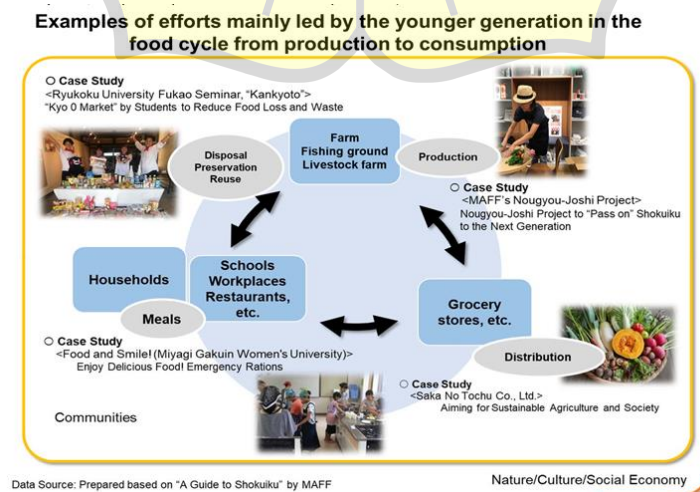 Examples of efforts mainly led by the younger generation in the
food cycle from production to consumption
O Case Study
<Ryukoku University Fukao Seminar, "Kankyoto">
"Kyo 0 Market" by Students to Reduce Food Loss and Waste
Disposal
Preservation
Reuse
Farm
Fishing ground
Livestock farm
Production
O Case Study
<MAFF's Nougyou-Joshi Project>
Nougyou-Joshi Project to "Pass on" Shokuiku
to the Next Generation
Households
Schools
Workplaces
Restaurants,
etc.
Meals
Grocery
stores, etc.
Distribution
O Case Study
<Food and Smile! (Miyagi Gakuin Women's University)>
Enjoy Delicious Food! Emergency Rations
O Case Study
<Saka No Tochu Co., Ltd.>
Aiming for Sustainable Agriculture and Society
Communities
Data Source: Prepared based on "A Guide to Shokuiku" by MAFF
Nature/Culture/Social Economy